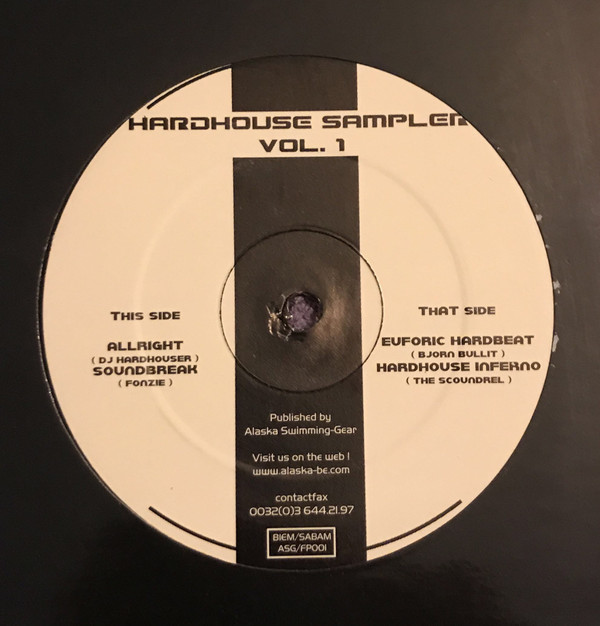 HARDHOUSE SAMPLER
VOL. 1
THIS SIDE
ALLRIGHT
( DJ HARDHOUSER )
SOUNDBREAK
( FONZIE )
THAT SIDE
EUFORIC HARDBEAT
( BJORN BULLIT )
HARDHOUSE INFERNO
( THE SCOUNDREL )
Published by
Alaska Swimming-Gear
Visit us on the web !
www.alaska-be.com
contactfax
0032(0)3 644.21.97
BIEM/SABAM
ASG/FP001